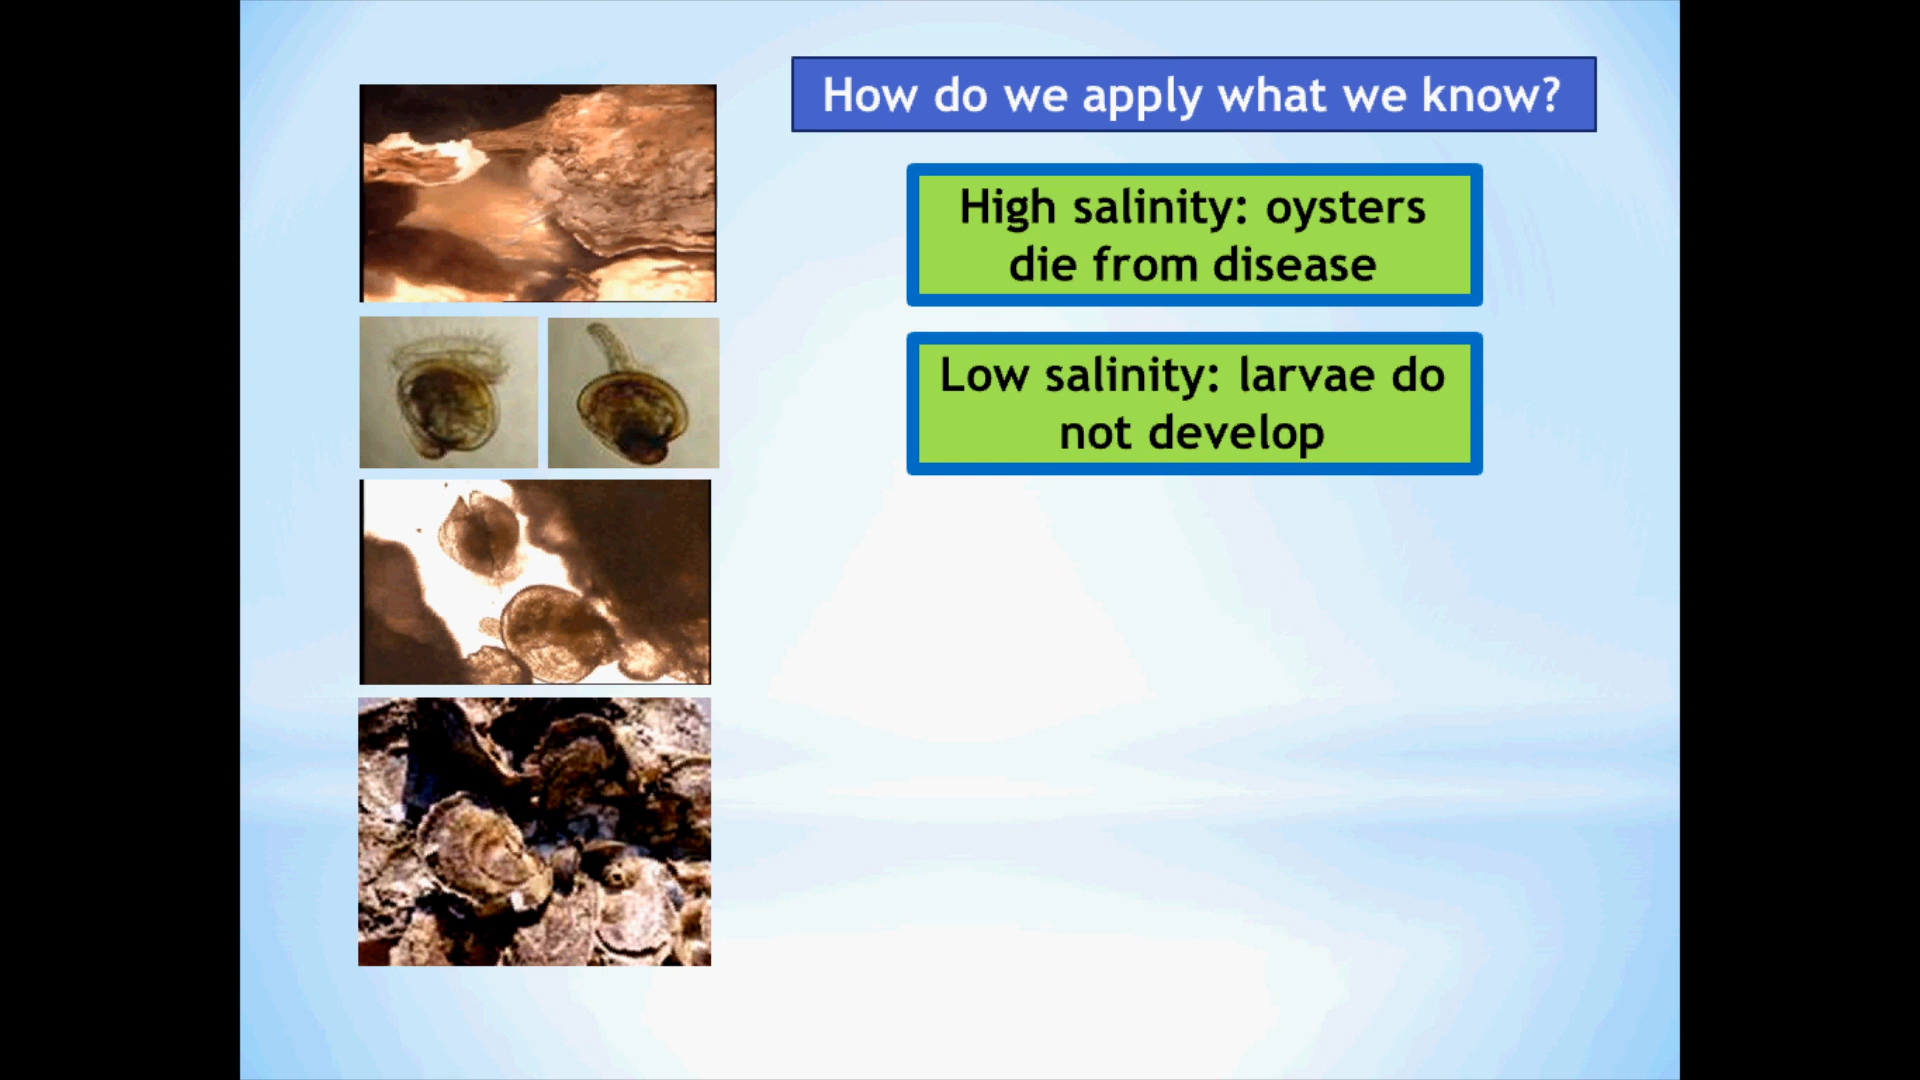 How do we apply what we know?
High salinity: oysters
die from disease
Low salinity: larvae do
not develop